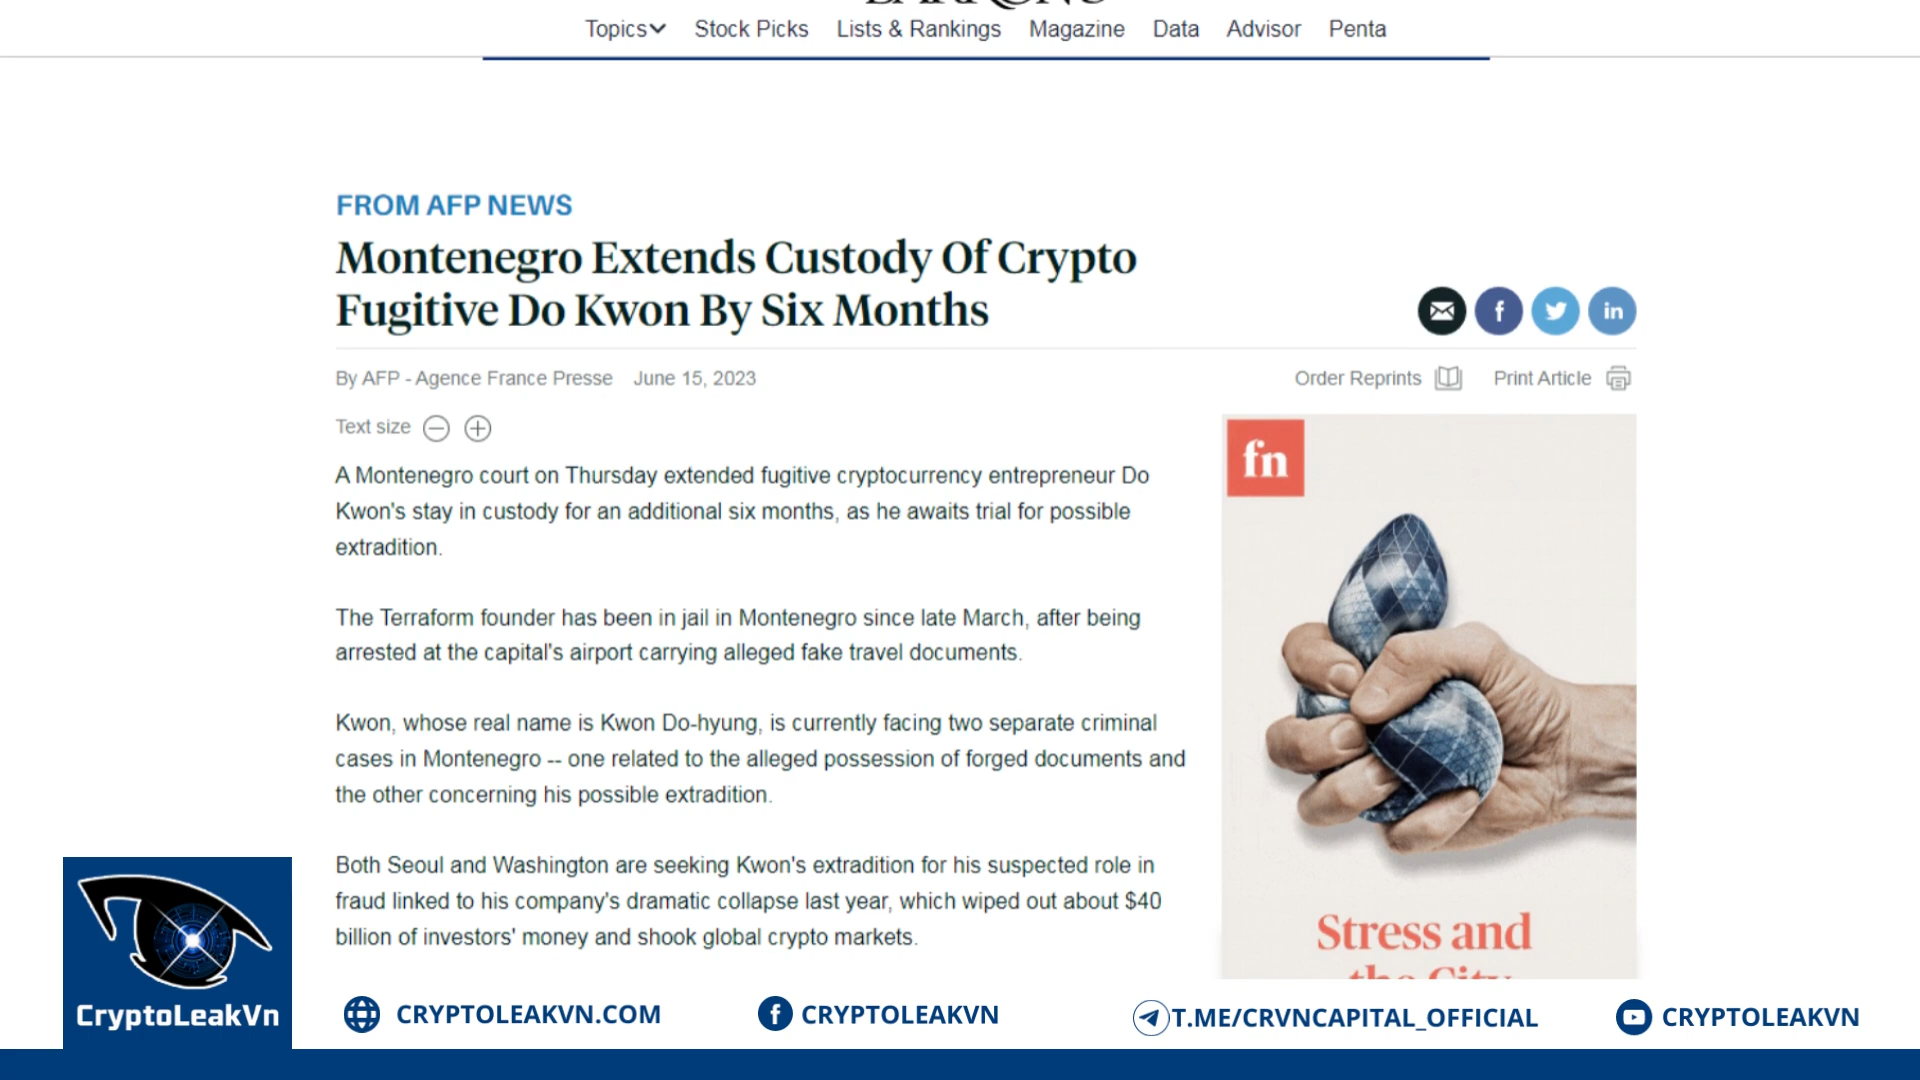 Topics Stock Picks Lists & Rankings Magazine Data Advisor Penta
FROM AFP NEWS
Montenegro Extends Custody Of Crypto
Fugitive Do Kwon By Six Months
By AFP - Agence France Presse June 15, 2023
Order Reprints Print Article
Text size
A Montenegro court on Thursday extended fugitive cryptocurrency entrepreneur Do
Kwon's stay in custody for an additional six months, as he awaits trial for possible
extradition.
The Terraform founder has been in jail in Montenegro since late March, after being
arrested at the capital's airport carrying alleged fake travel documents.
Kwon, whose real name is Kwon Do-hyung, is currently facing two separate criminal
cases in Montenegro -- one related to the alleged possession of forged documents and
the other concerning his possible extradition.
Both Seoul and Washington are seeking Kwon's extradition for his suspected role in
fraud linked to his company's dramatic collapse last year, which wiped out about $40
billion of investors' money and shook global crypto markets.
fn
Stress and
the City
CryptoLeakVn
CRYPTOLEAKVN.COM
CRYPTOLEAKVN
T.ME/CRVNCAPITAL_OFFICIAL
CRYPTOLEAKVN